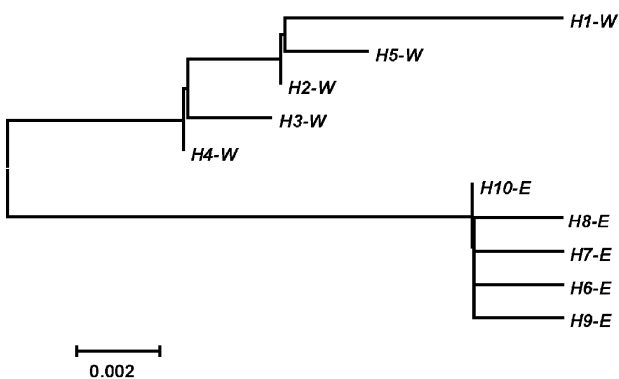 H1-W
H5-W
H2-W
H3-W
H4-W
H10-E
H8-E
H7-E
H6-E
H9-E
0.002